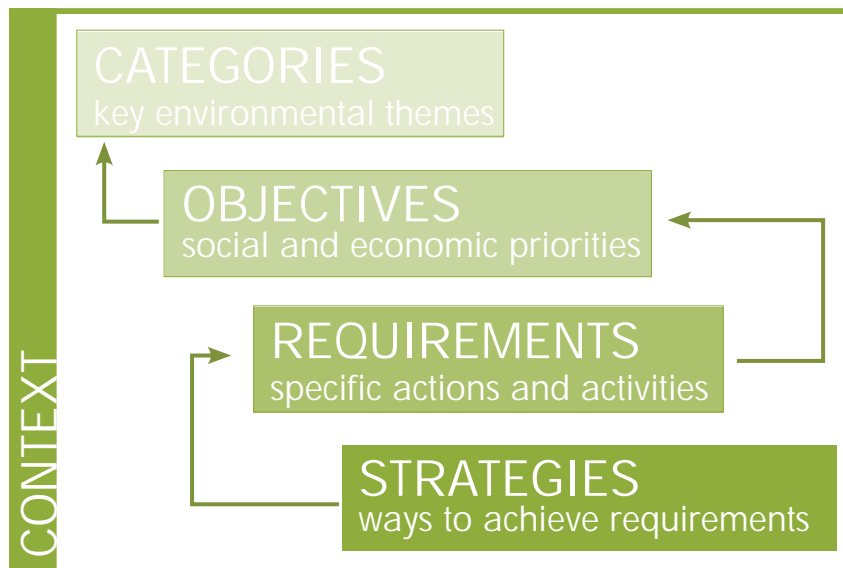 CATEGORIES
key environmental themes
OBJECTIVES
social and economic priorities
REQUIREMENTS
specific actions and activities
STRATEGIES
ways to achieve requirements
CONTEXT